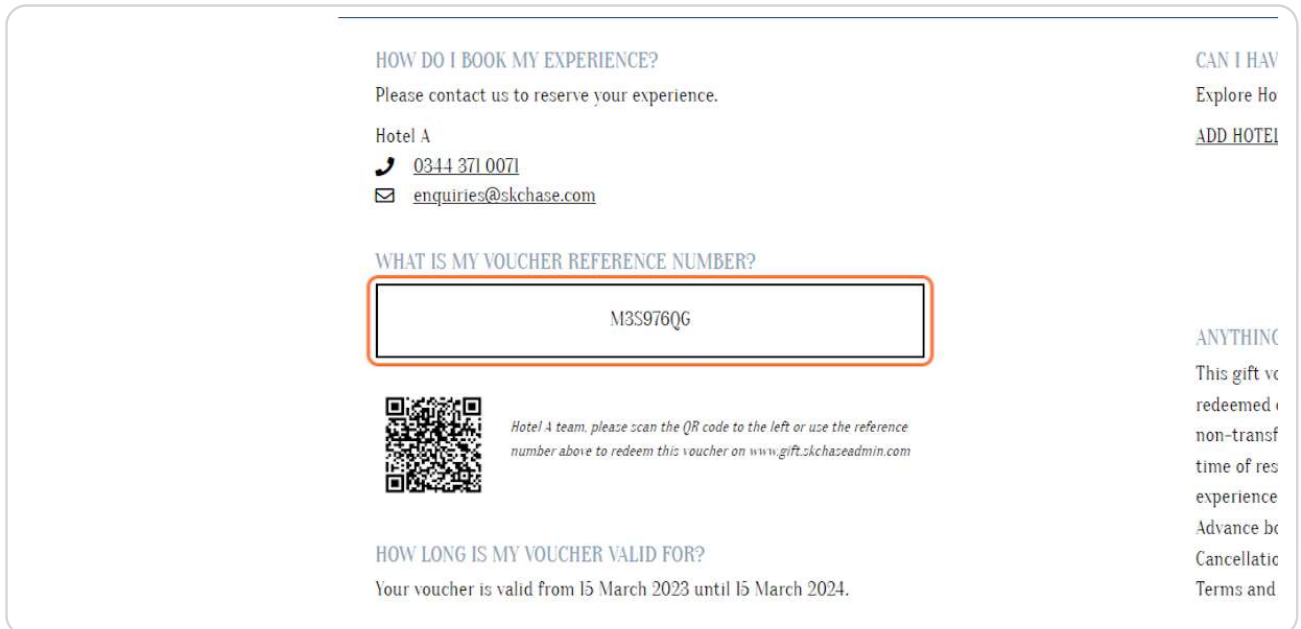 HOW DO I BOOK MY EXPERIENCE?
Please contact us to reserve your experience.
Hotel A
0344 371 0071
enquiries@skchase.com
WHAT IS MY VOUCHER REFERENCE NUMBER?
M3S976QG
Hotel A team, please scan the QR code to the left or use the reference
number above to redeem this voucher on www.gift.skchaseadmin.com
HOW LONG IS MY VOUCHER VALID FOR?
Your voucher is valid from 15 March 2023 until 15 March 2024.
CAN I HAV
Explore Ho
ADD HOTEL
ANYTHING
This gift vo
redeemed
non-transf
time of res
experience
Advance bo
Cancellatio
Terms and